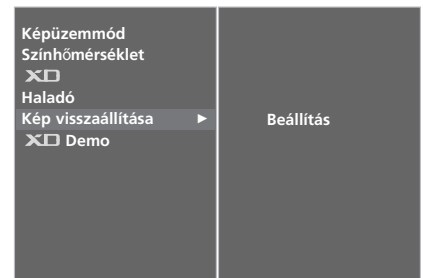 Képüzemmód
Színhőmérséklet
XD
Haladó
Kép visszaállítása ►
Beállítás
XD Demo